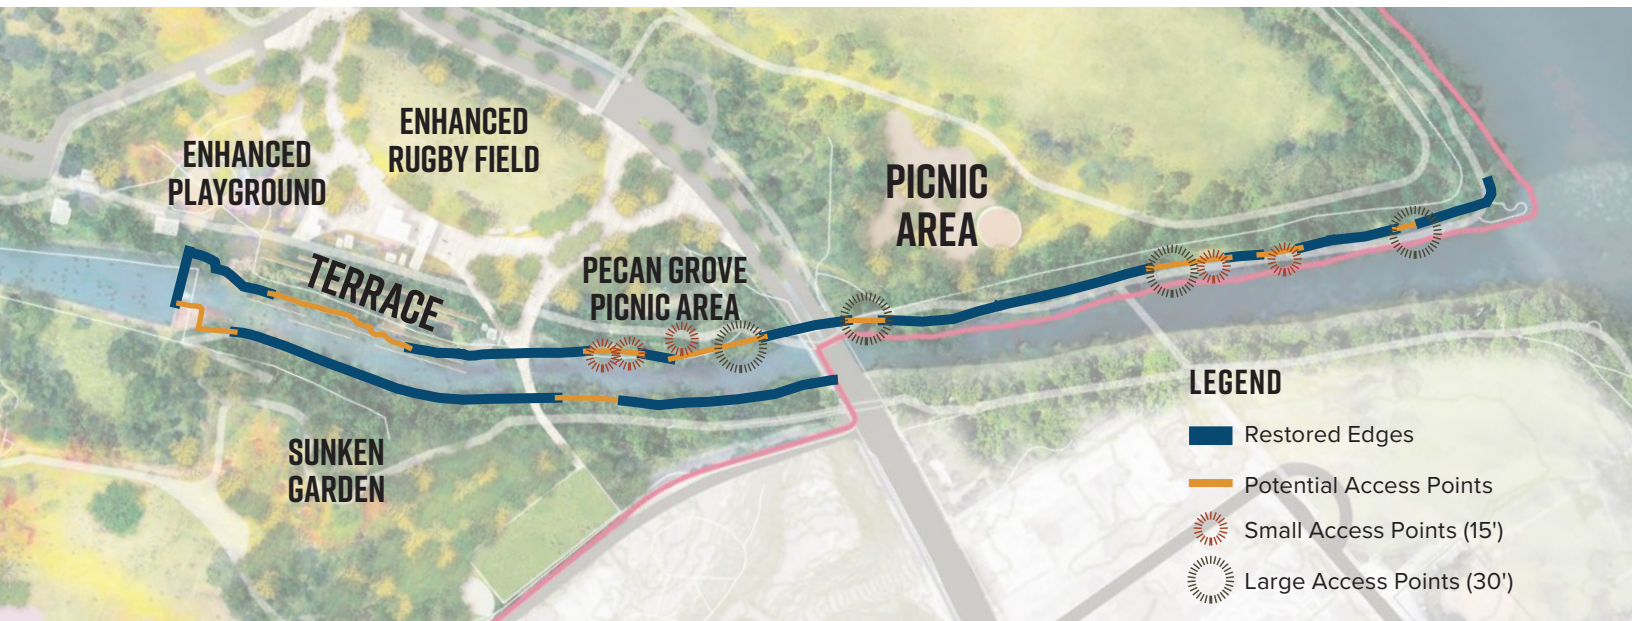 ENHANCED
PLAYGROUND
ENHANCED
RUGBY FIELD
PICNIC
AREA
TERRACE
PECAN GROVE
PICNIC AREA
SUNKEN
GARDEN
LEGEND
Restored Edges
Potential Access Points
Small Access Points (15')
Large Access Points (30')